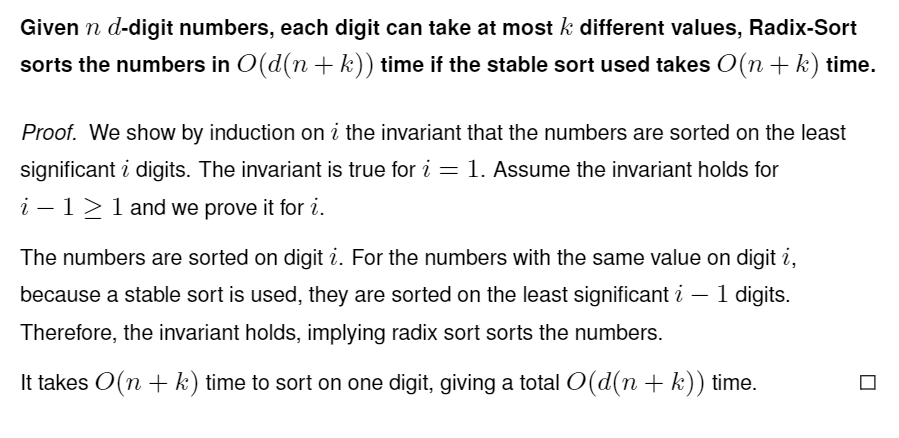 Given n d-digit numbers, each digit can take at most k different values, Radix-Sort
sorts the numbers in O(d(n + k)) time if the stable sort used takes O(n + k) time.
Proof. We show by induction on i the invariant that the numbers are sorted on the least
significant i digits. The invariant is true for i = 1. Assume the invariant holds for
i − 1 ≥ 1 and we prove it for i.
The numbers are sorted on digit i. For the numbers with the same value on digit i,
because a stable sort is used, they are sorted on the least significant i − 1 digits.
Therefore, the invariant holds, implying radix sort sorts the numbers.
It takes O(n + k) time to sort on one digit, giving a total O(d(n + k)) time. □